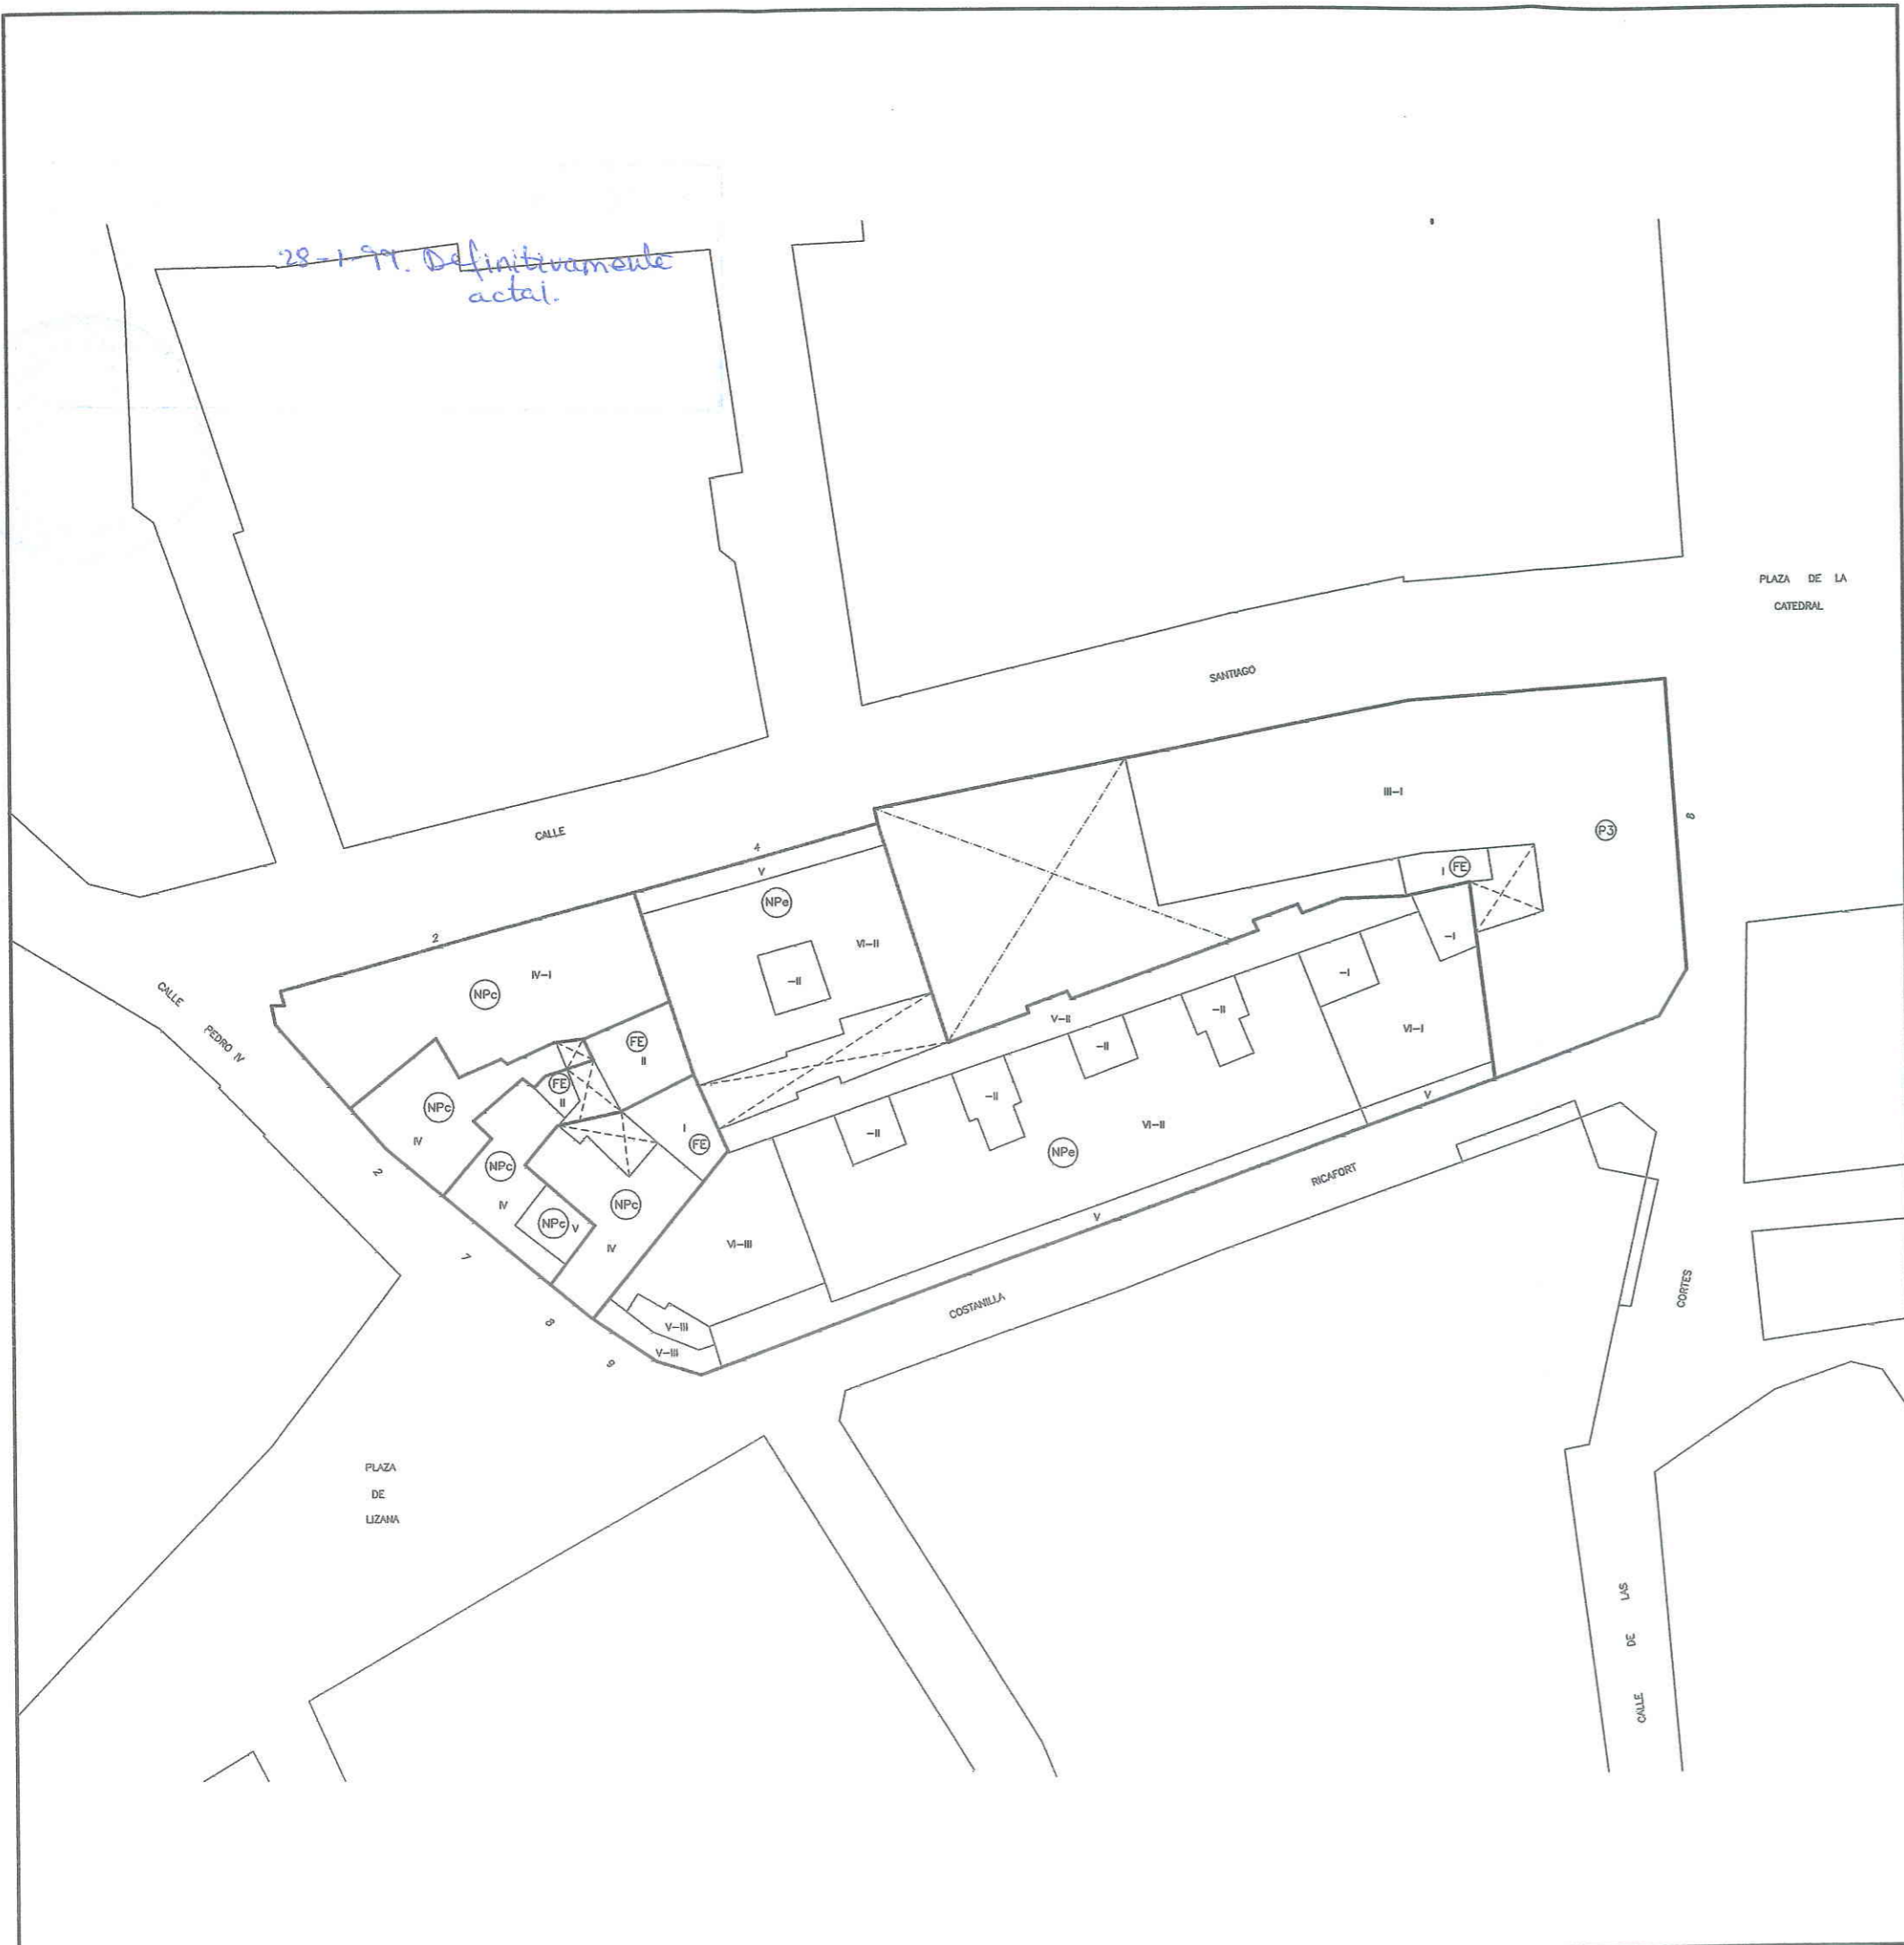 28-1-99. Definitivamente
actal.
PLAZA DE LA
CATEDRAL
SANTIAGO
III-I
P3
8
CALLE
4
V
FE
I
NPe
VI-II
-I
2
IV-I
NPc
-II
-I
CALLE
PEDRO IV
-II
V-II
VI-I
FE
II
-II
FE
II
-II
V
NPc
IV
I
FE
-II
VI-II
NPe
2
NPc
IV
NPc
RICAFORT
NPc
V
V
7
IV
VI-III
COSTANILLA
CORTES
8
V-III
9
V-III
PLAZA
DE
LIZANA
CALLE DE LAS